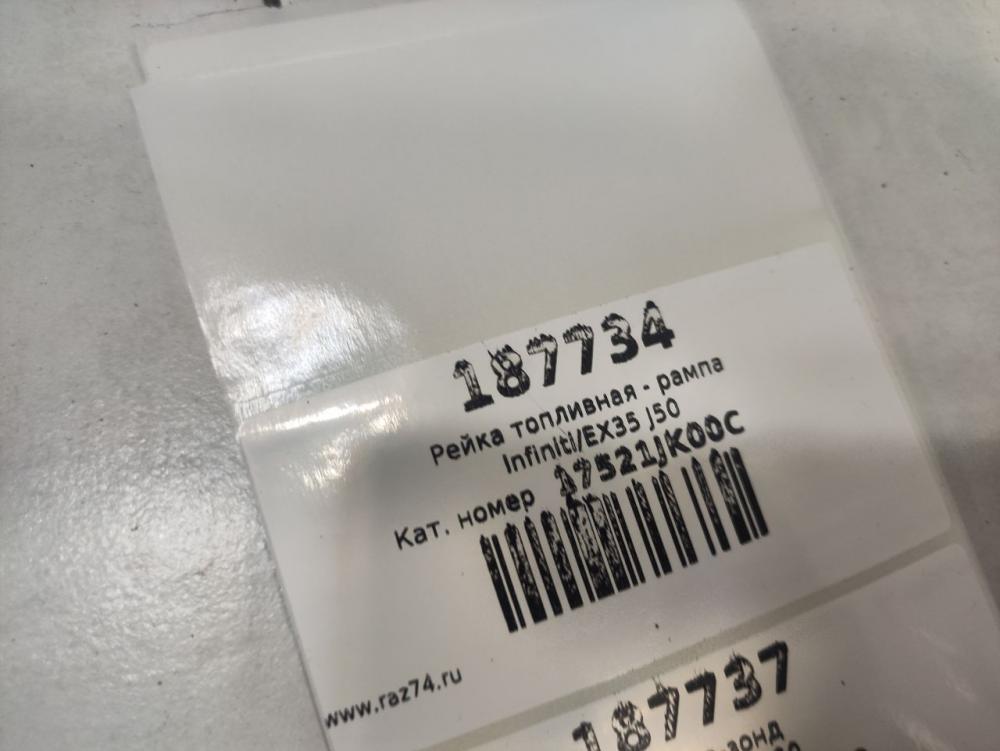 187734
Рейка топливная - рампа
Infiniti/EX35 J50
Кат. номер 17521JK00C
www.raz74.ru
187737
зонд